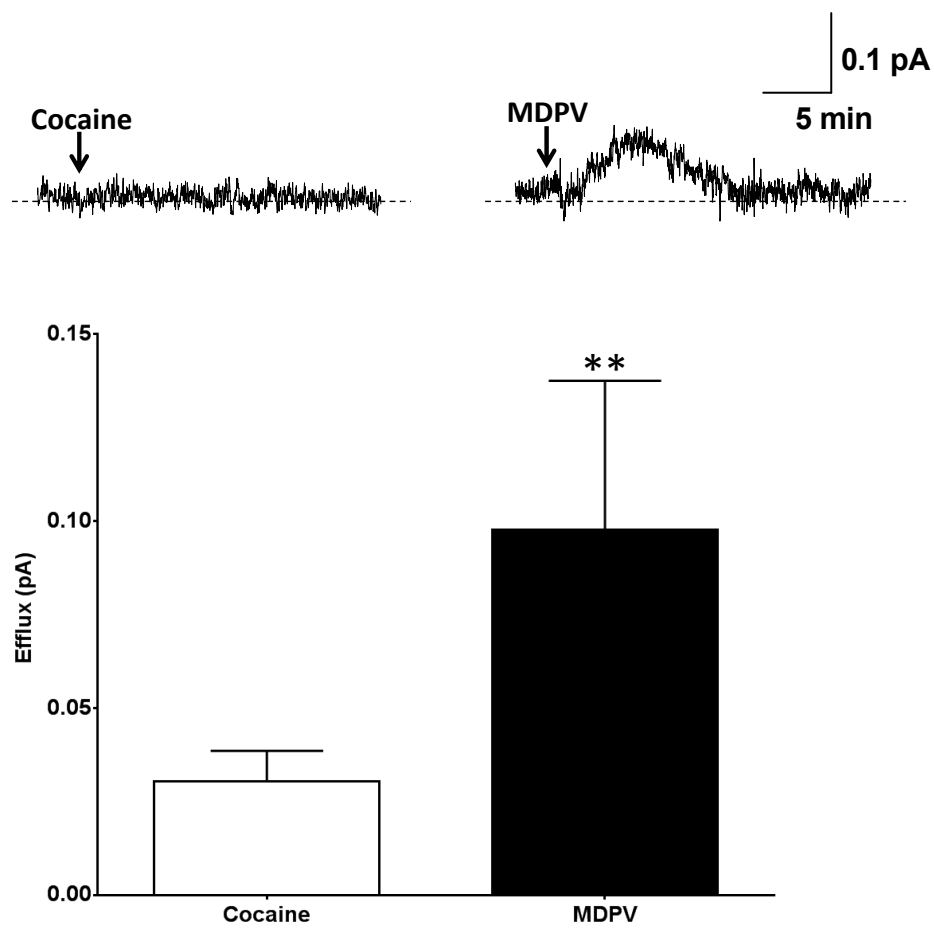 0.1 pA
5 min
Cocaine
MDPV
0.15
**
0.10
0.05
0.00
Efflux (pA)
Cocaine
MDPV